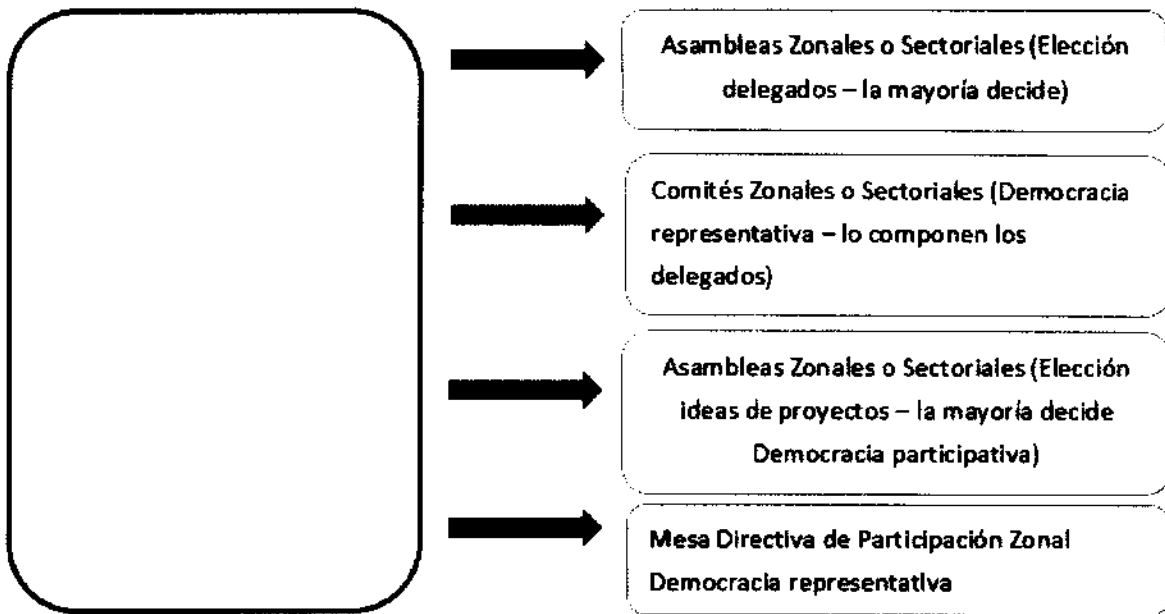 Asambleas Zonales o Sectoriales (Elección
delegados – la mayoría decide)
Comités Zonales o Sectoriales (Democracia
representativa – lo componen los
delegados)
Asambleas Zonales o Sectoriales (Elección
ideas de proyectos – la mayoría decide
Democracia participativa)
Mesa Directiva de Participación Zonal
Democracia representativa